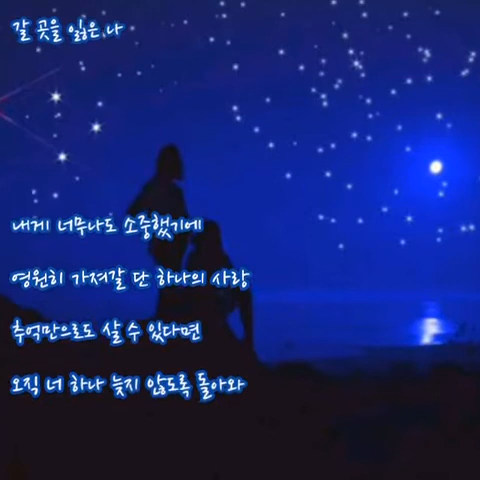 갈 곳을 잃은 나
내게 너무나도 소중했기에
영원히 가져갈 단 하나의 사랑
추억만으로도 살 수 있다면
오직 너 하나 늦지 않도록 돌아와